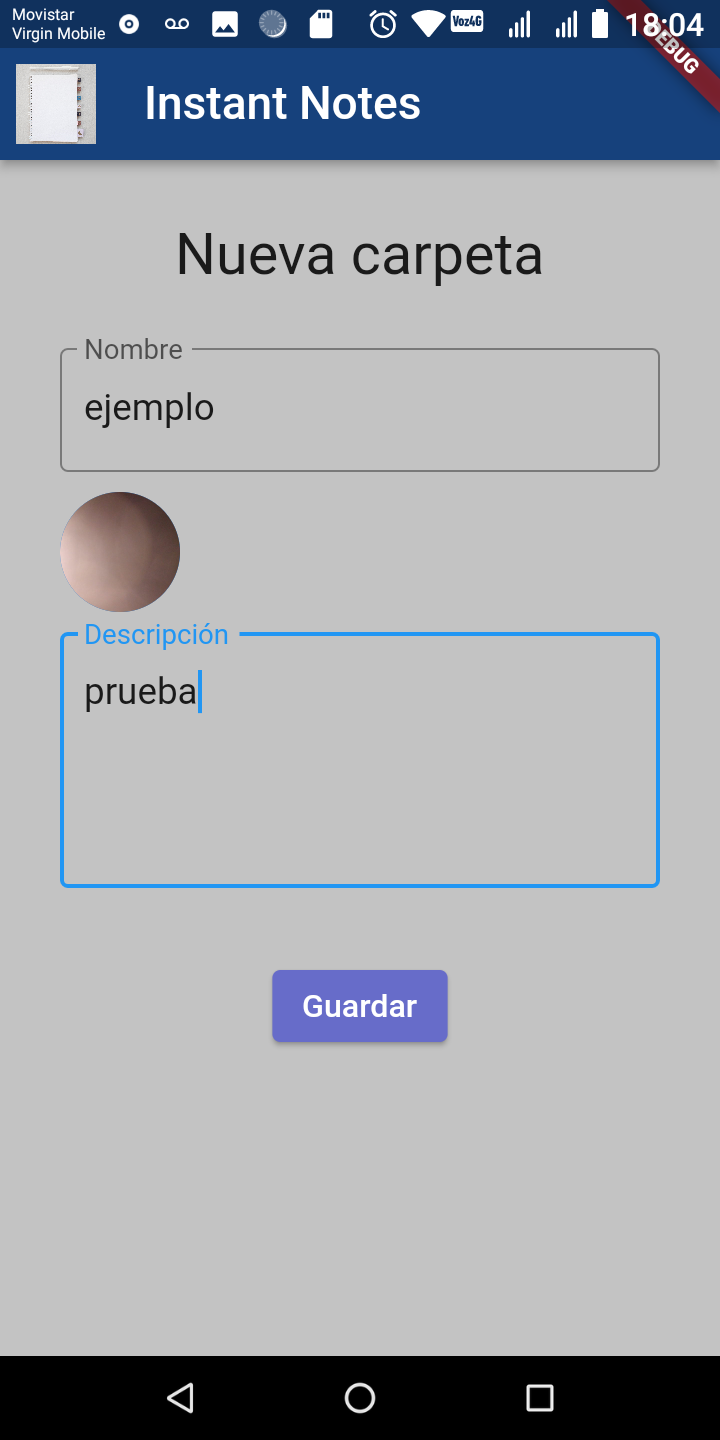 Movistar
Virgin Mobile
Voz4G
18:04
DEBUG
Instant Notes
Nueva carpeta
Nombre
ejemplo
Descripción
prueba
Guardar